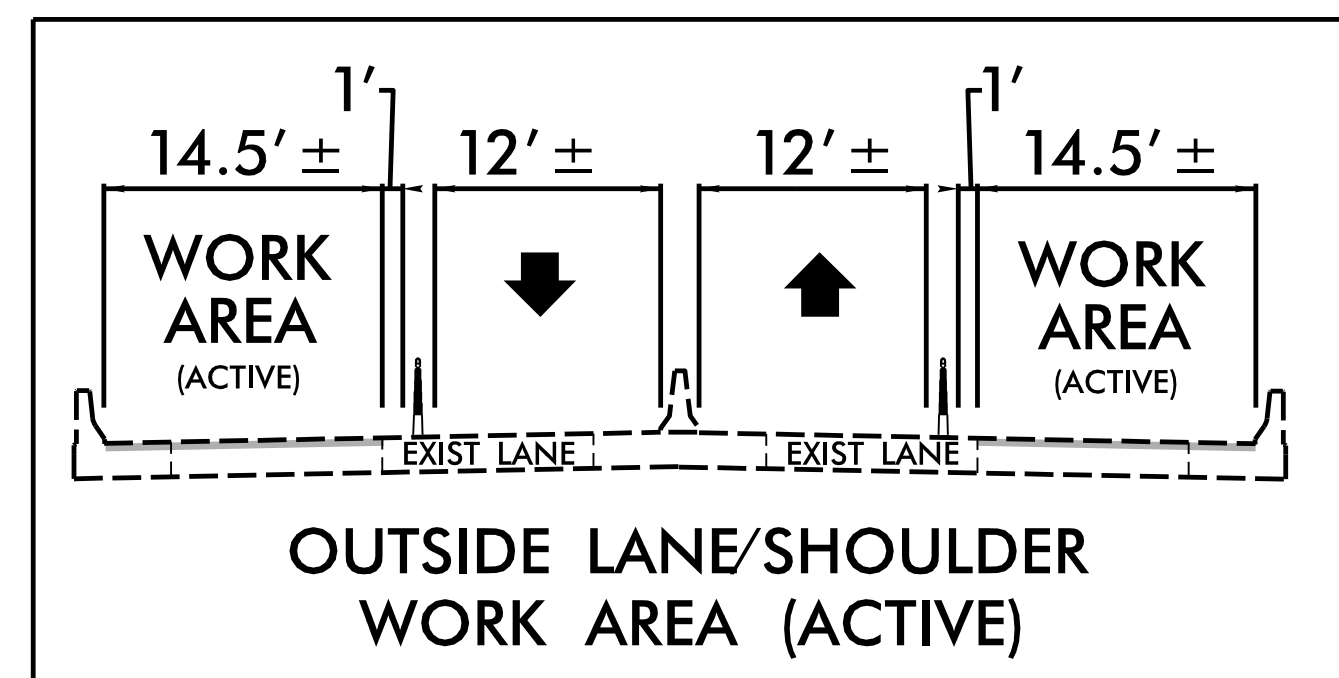 1' 1'
14.5' ± 12' ± 12' ± 14.5' ±
WORK AREA (ACTIVE)
WORK AREA (ACTIVE)
EXIST LANE EXIST LANE
OUTSIDE LANE/SHOULDER
WORK AREA (ACTIVE)